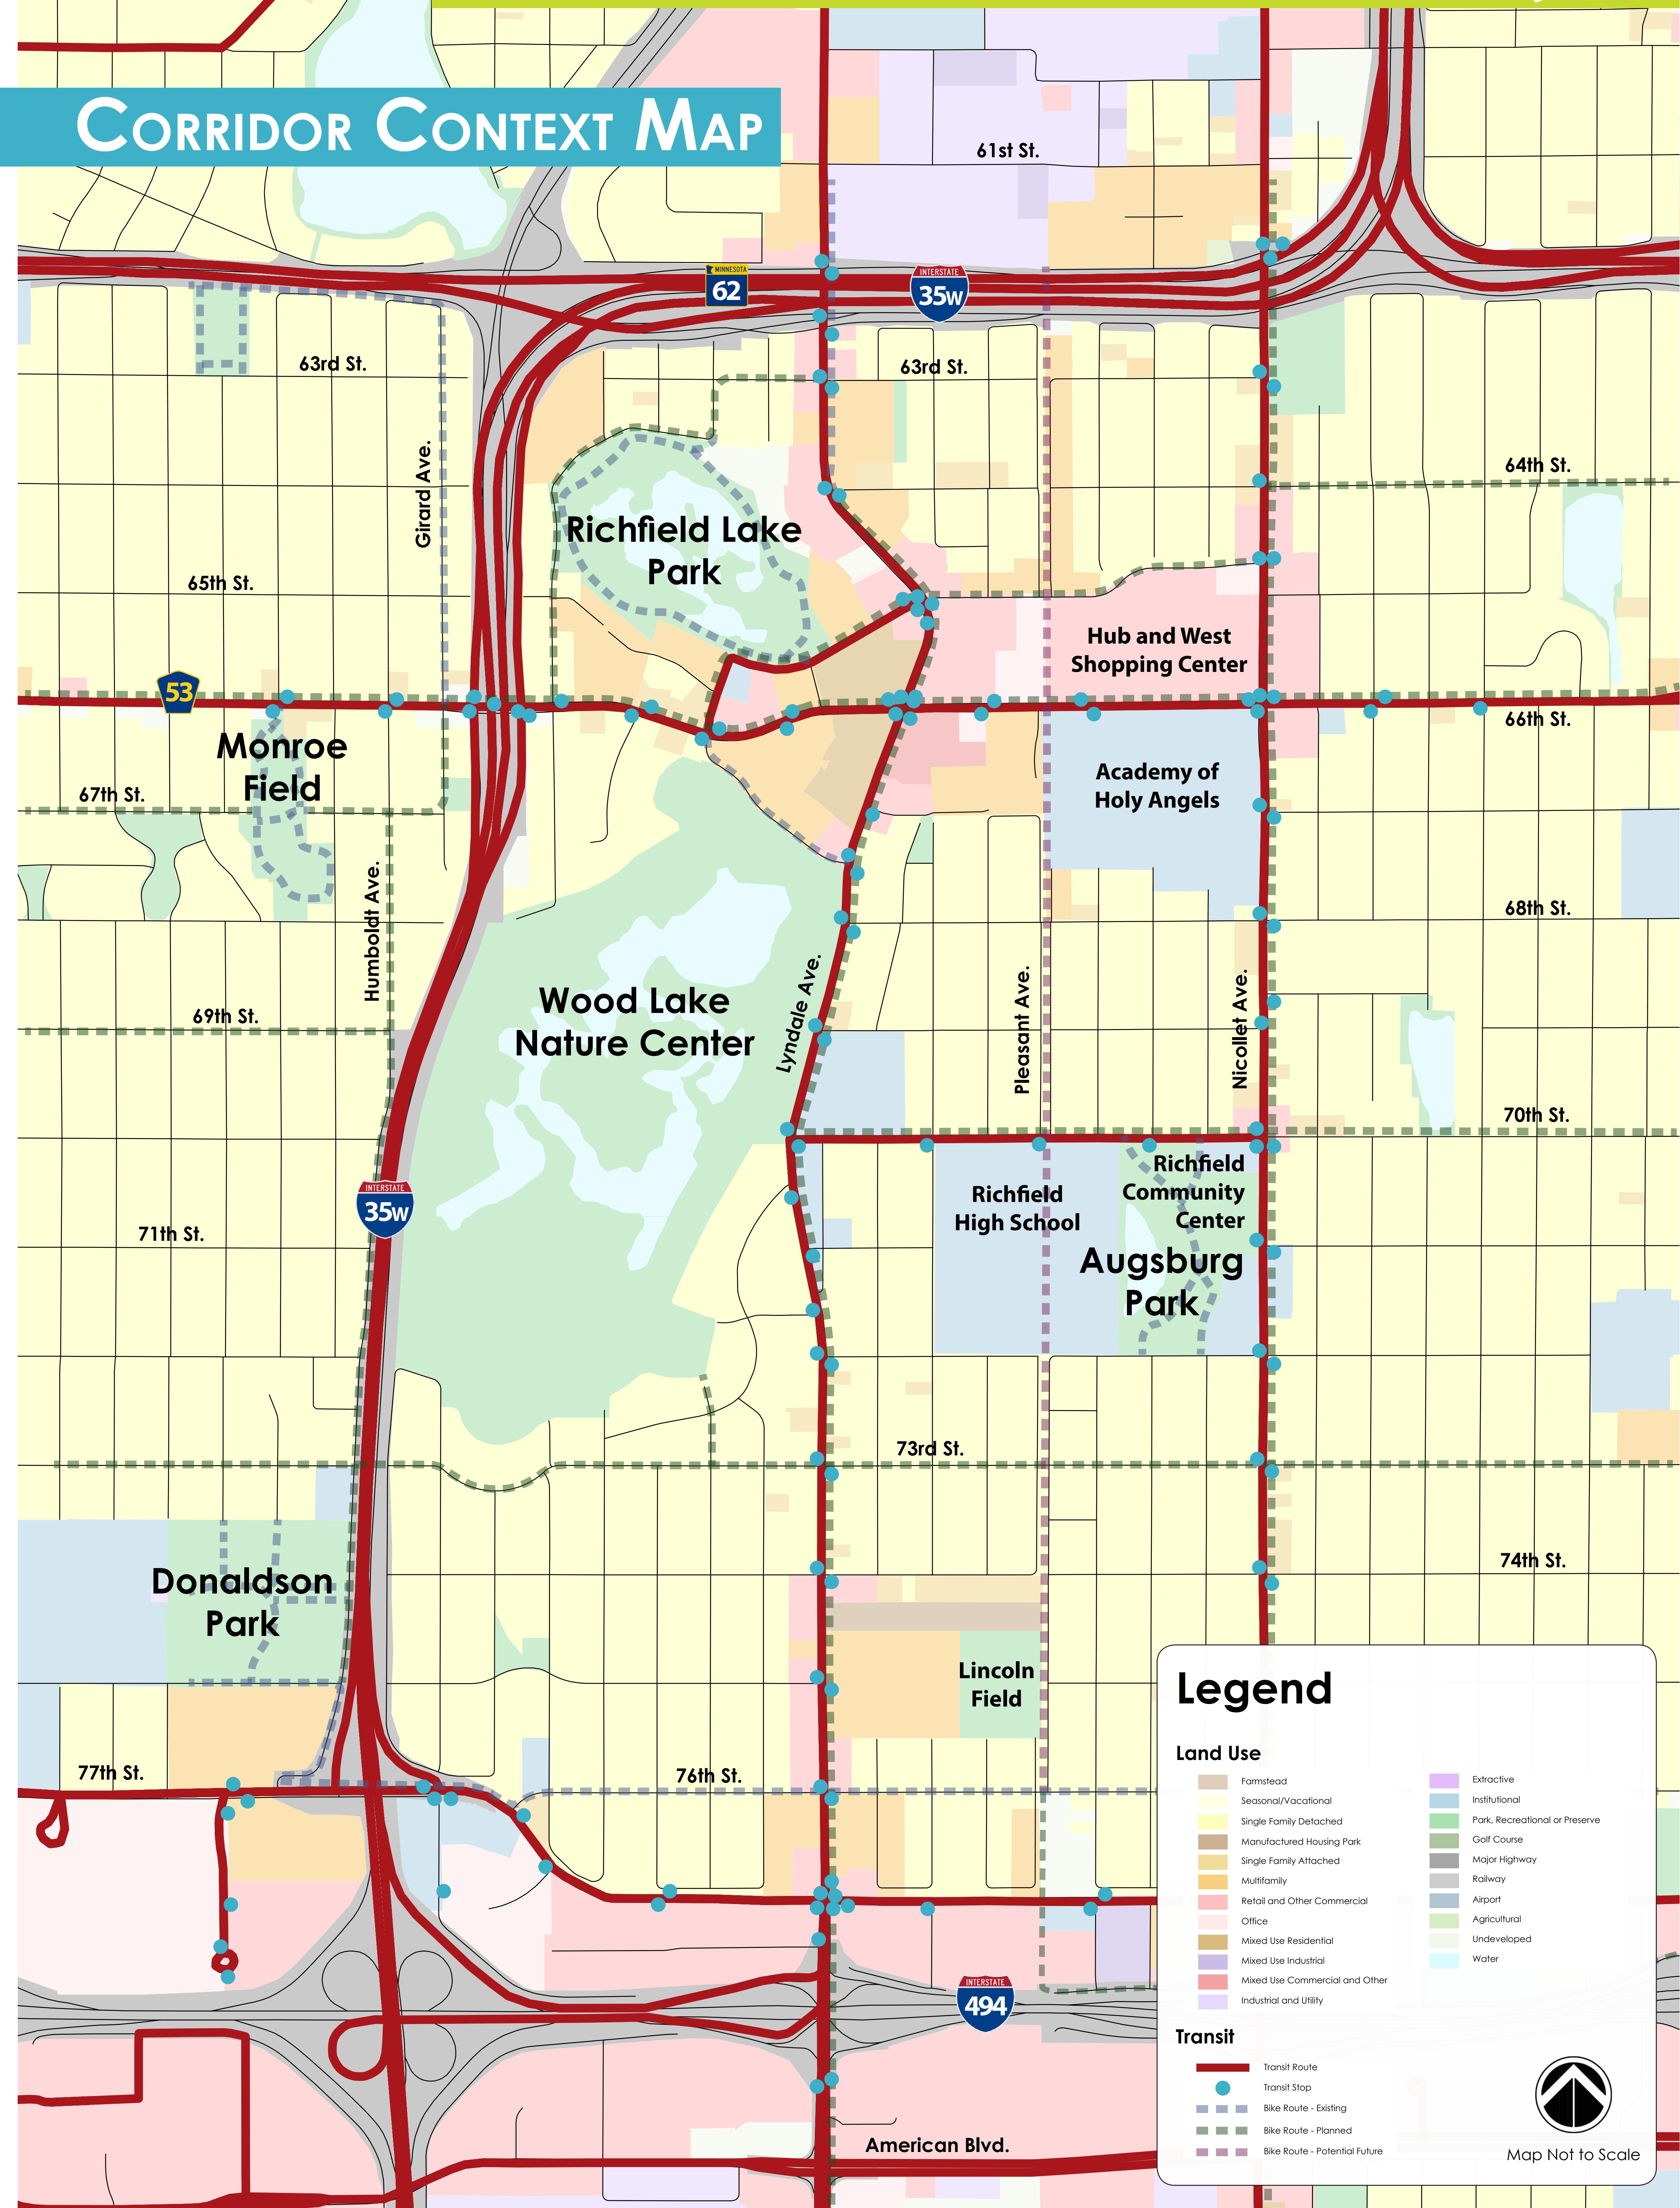 CORRIDOR CONTEXT MAP
61st St.
MINNESOTA
62
INTERSTATE
35W
63rd St.
63rd St.
Girard Ave.
64th St.
Richfield Lake
Park
65th St.
Hub and West
Shopping Center
53
66th St.
Monroe
Field
67th St.
Academy of
Holy Angels
Humboldt Ave.
68th St.
Lyndale Ave.
Pleasant Ave.
Nicollet Ave.
Wood Lake
Nature Center
69th St.
70th St.
Richfield
Community
Center
Richfield
High School
INTERSTATE
35W
71th St.
Augsburg
Park
73rd St.
74th St.
Donaldson
Park
Lincoln
Field
77th St.
76th St.
INTERSTATE
494
American Blvd.
Legend
Land Use
Farmstead
Seasonal/Vacational
Single Family Detached
Manufactured Housing Park
Single Family Attached
Multifamily
Retail and Other Commercial
Office
Mixed Use Residential
Mixed Use Industrial
Mixed Use Commercial and Other
Industrial and Utility
Extractive
Institutional
Park, Recreational or Preserve
Golf Course
Major Highway
Railway
Airport
Agricultural
Undeveloped
Water
Transit
Transit Route
Transit Stop
Bike Route - Existing
Bike Route - Planned
Bike Route - Potential Future
Map Not to Scale